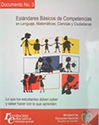 Documento No. 3
Estándares Básicos de Competencias
en Lenguaje, Matemáticas, Ciencias y Ciudadanas
Lo que los estudiantes deben saber
y saber hacer con lo que aprenden